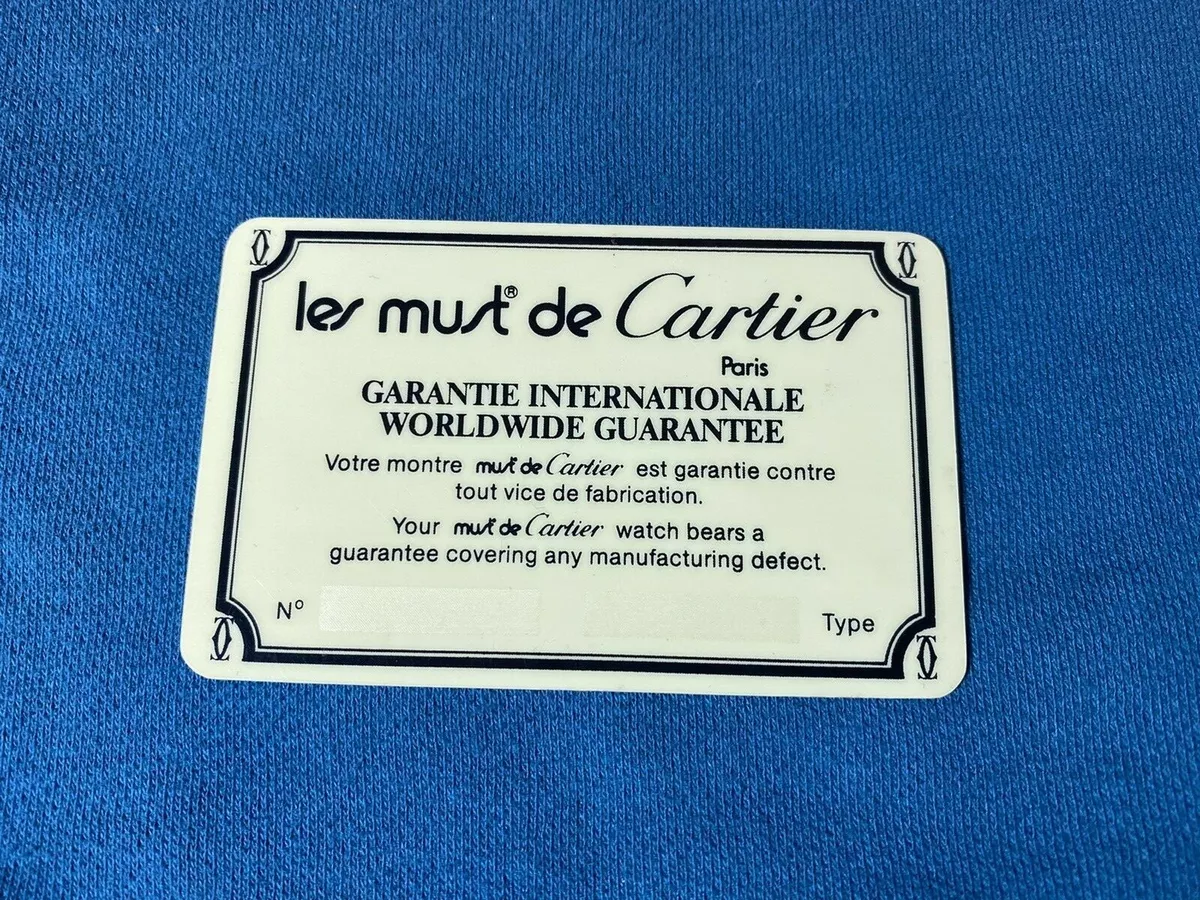 les must® de Cartier
Paris
GARANTIE INTERNATIONALE
WORLDWIDE GUARANTEE
Votre montre must de Cartier est garantie contre
tout vice de fabrication.
Your must de Cartier watch bears a
guarantee covering any manufacturing defect.
Nº Type